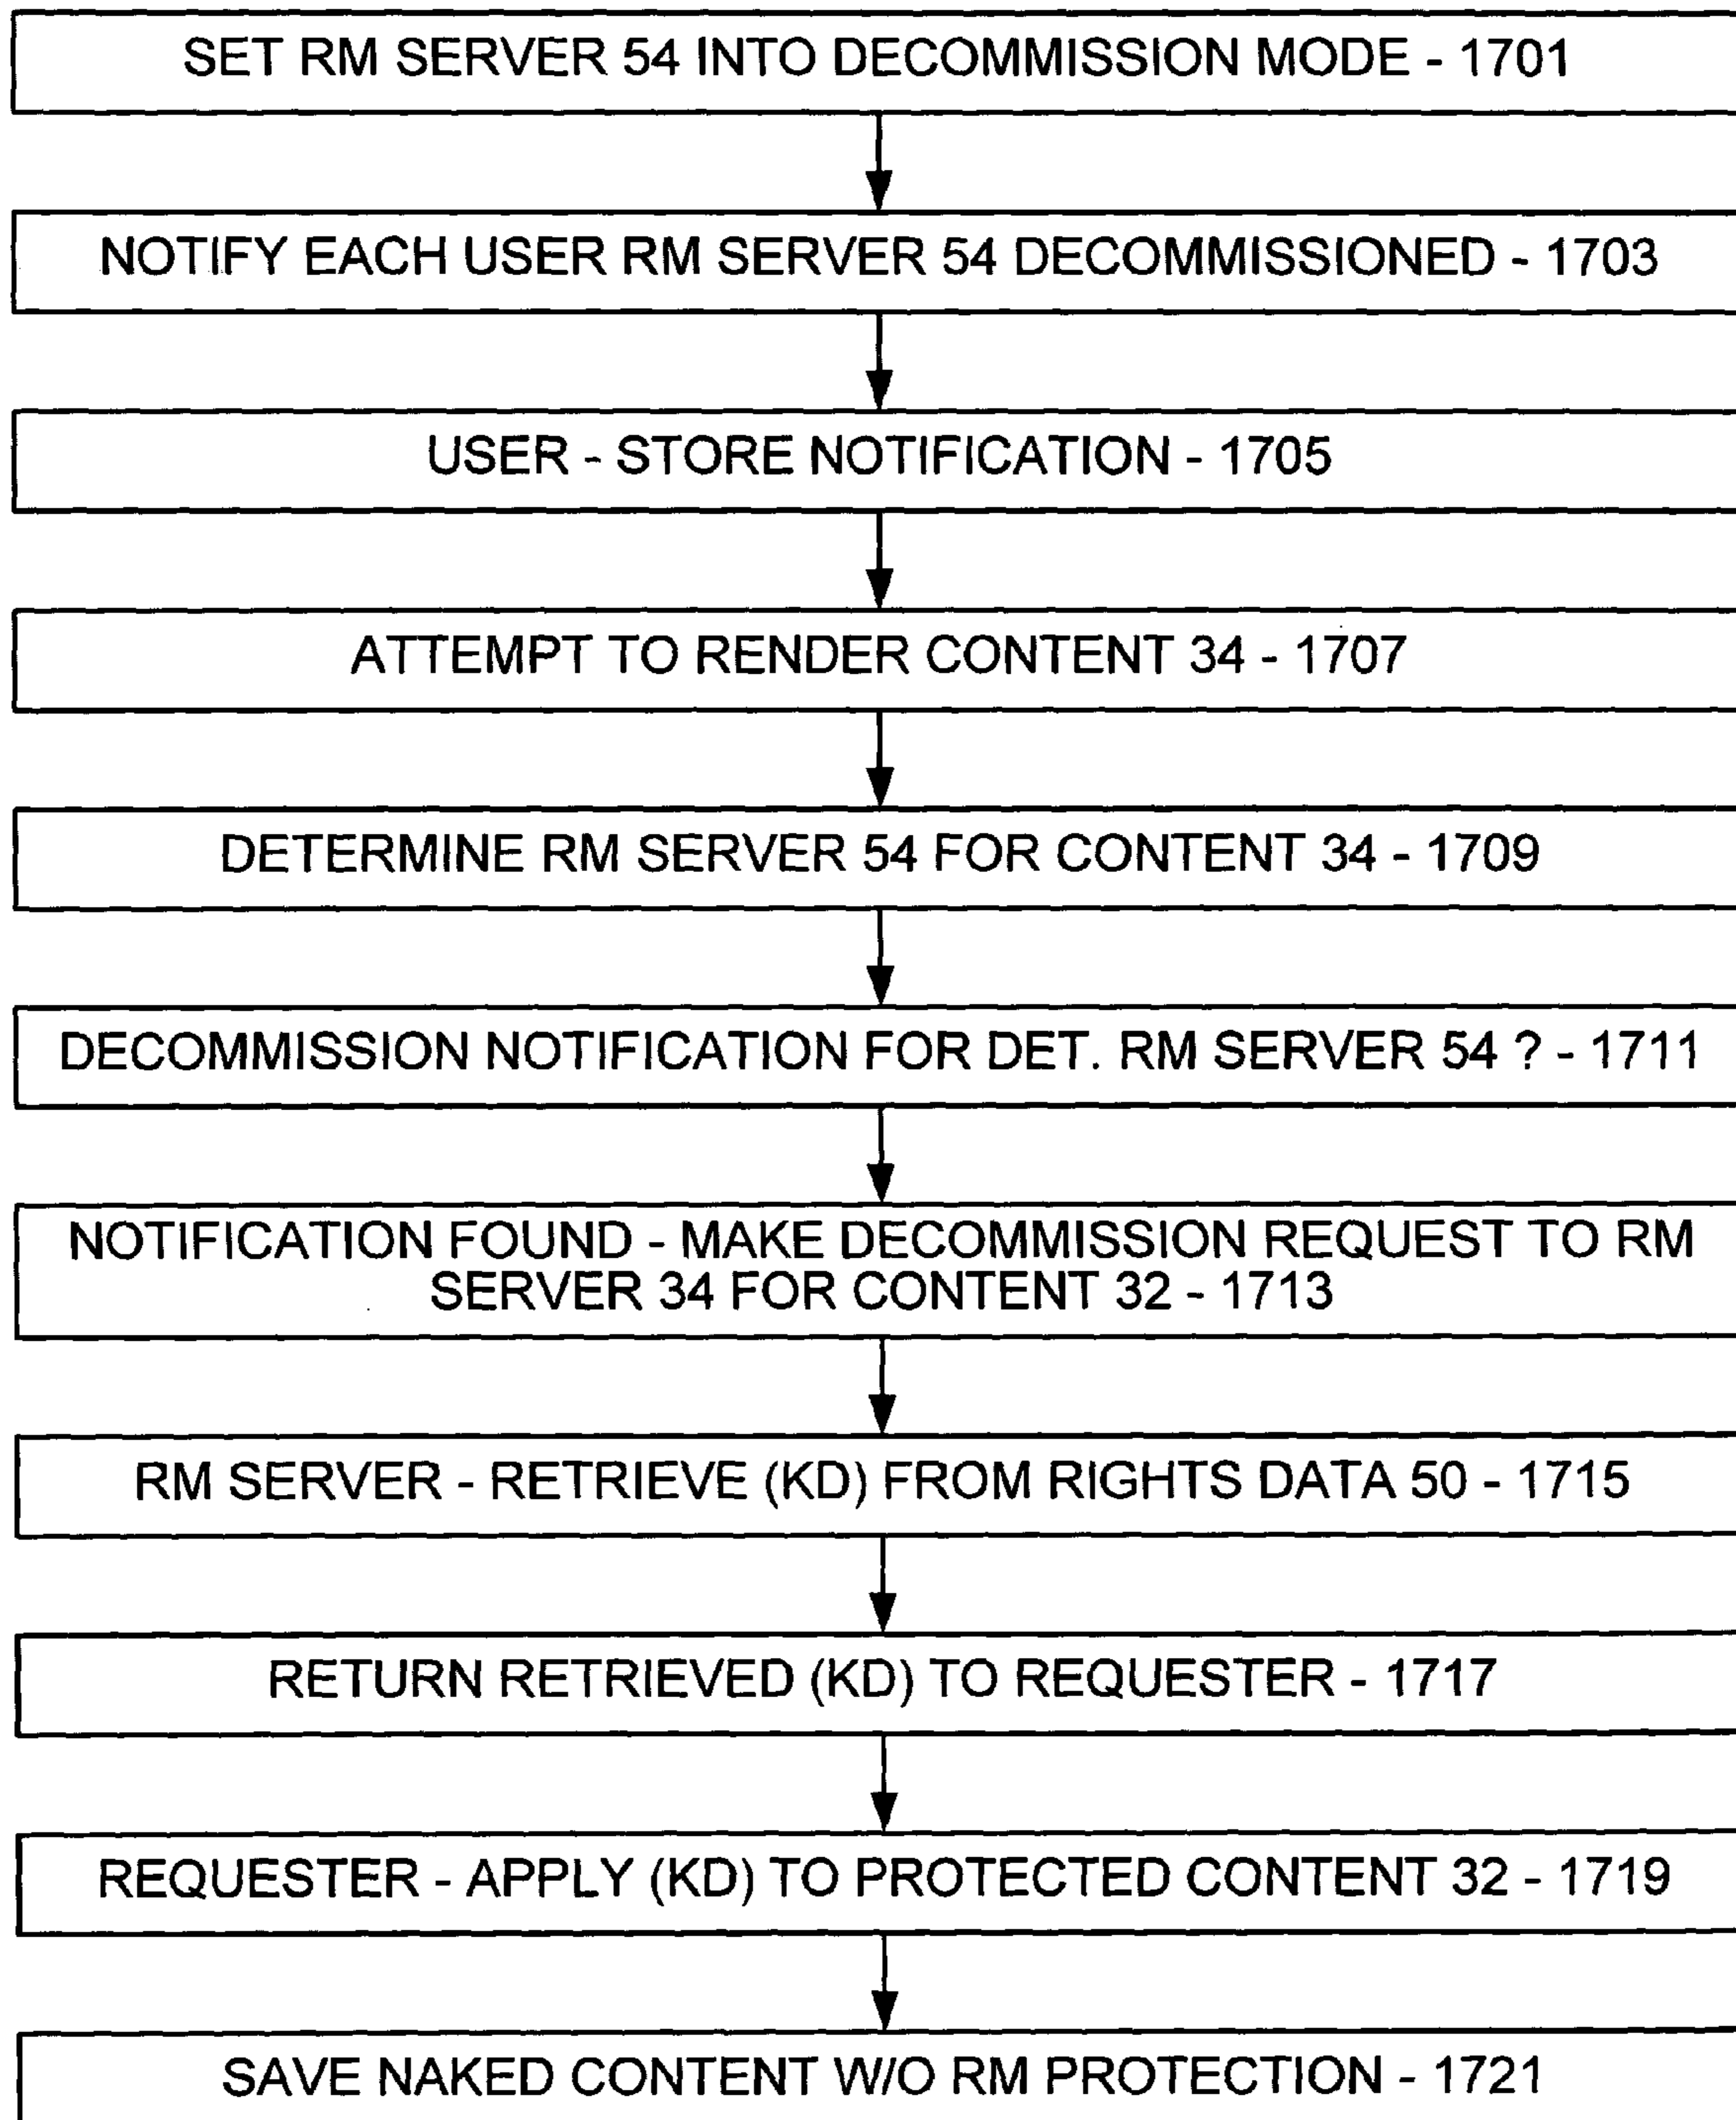 SET RM SERVER 54 INTO DECOMMISSION MODE - 1701
NOTIFY EACH USER RM SERVER 54 DECOMMISSIONED - 1703
USER - STORE NOTIFICATION - 1705
ATTEMPT TO RENDER CONTENT 34 - 1707
DETERMINE RM SERVER 54 FOR CONTENT 34 - 1709
DECOMMISSION NOTIFICATION FOR DET. RM SERVER 54 ? - 1711
NOTIFICATION FOUND - MAKE DECOMMISSION REQUEST TO RM
SERVER 34 FOR CONTENT 32 - 1713
RM SERVER - RETRIEVE (KD) FROM RIGHTS DATA 50 - 1715
RETURN RETRIEVED (KD) TO REQUESTER - 1717
REQUESTER - APPLY (KD) TO PROTECTED CONTENT 32 - 1719
SAVE NAKED CONTENT W/O RM PROTECTION - 1721